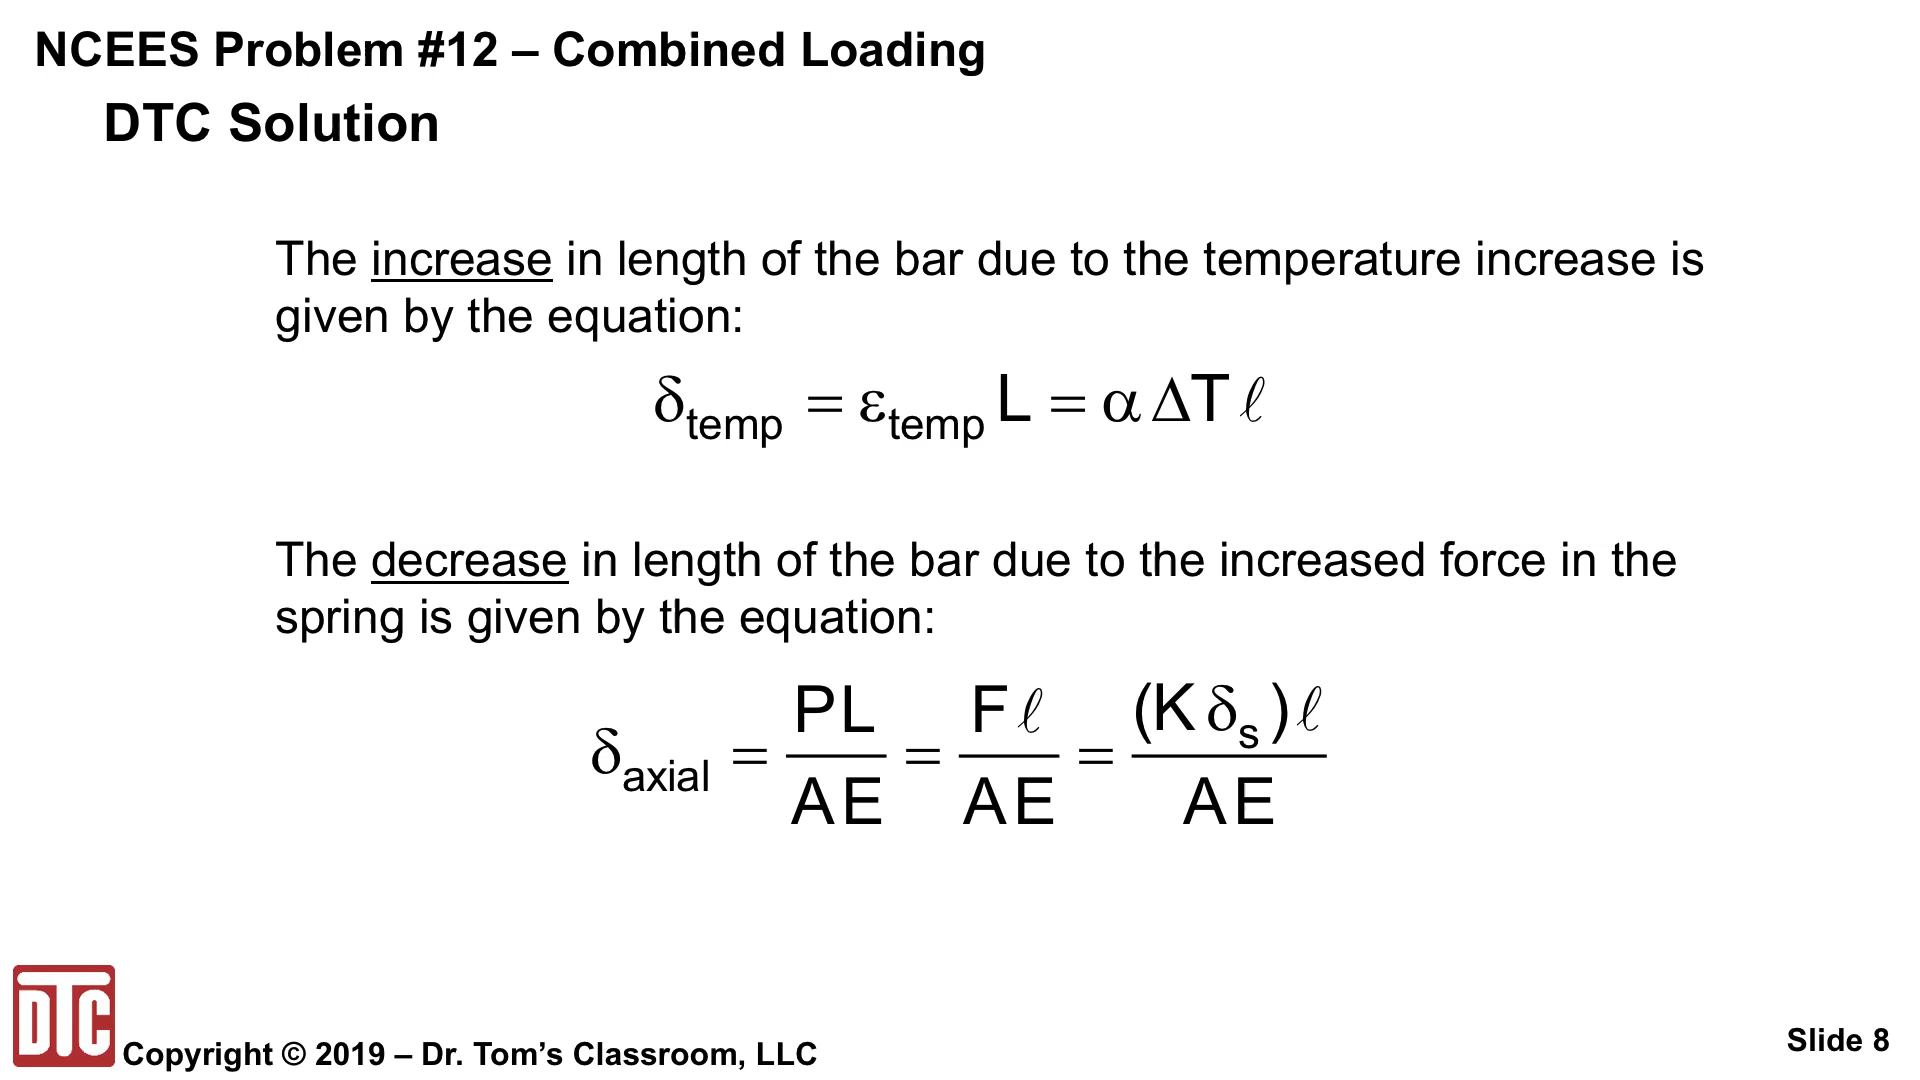 NCEES Problem #12 – Combined Loading
DTC Solution
The increase in length of the bar due to the temperature increase is
given by the equation:
δtemp = εtemp L = α ΔT ℓ
The decrease in length of the bar due to the increased force in the
spring is given by the equation:
δaxial = PL / AE = F ℓ / AE = (K δs) ℓ / AE
DTC
Copyright © 2019 – Dr. Tom’s Classroom, LLC
Slide 8